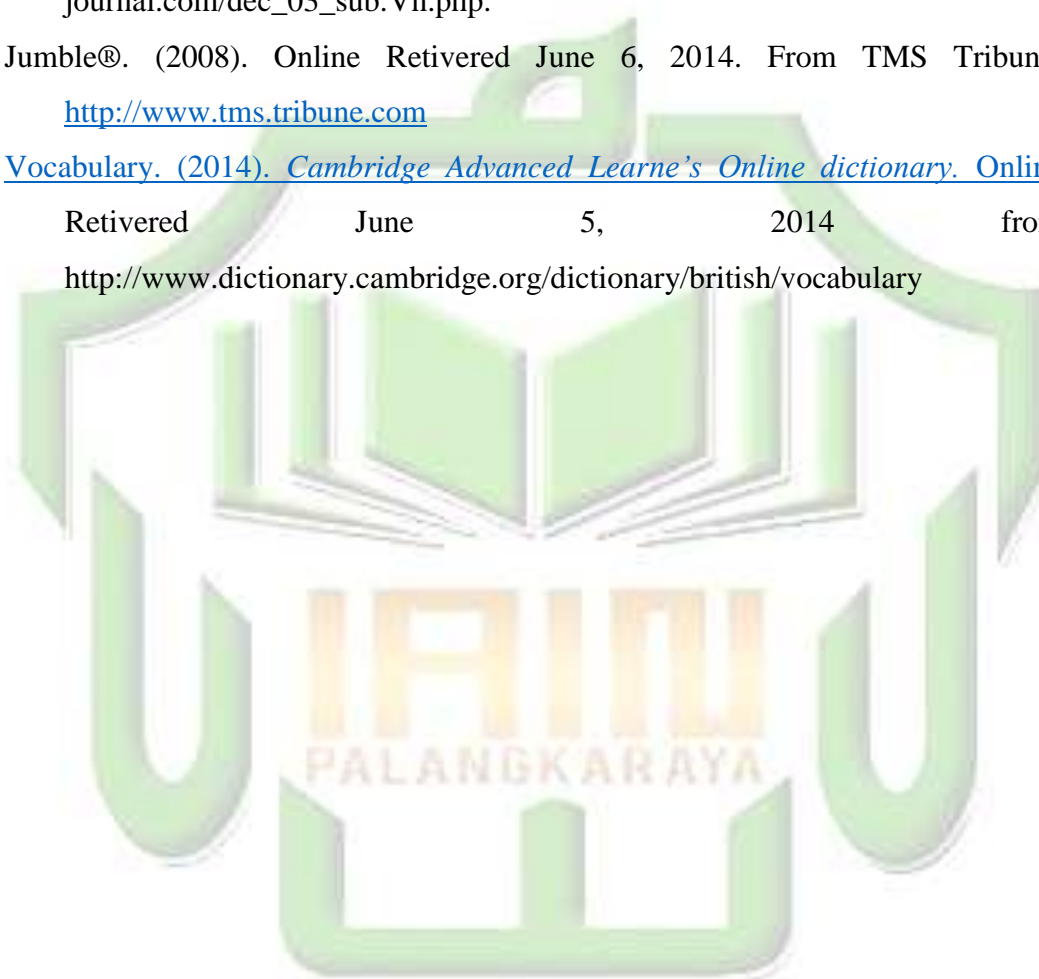 journal.com/dec_03_sub.vn.php.
Jumble®. (2008). Online Retivered June 6, 2014. From TMS Tribun
http://www.tms.tribune.com
Vocabulary. (2014). Cambridge Advanced Learne’s Online dictionary. Onlin
Retivered June 5, 2014 fro
http://www.dictionary.cambridge.org/dictionary/british/vocabulary
IAIN
PALANGKARAYA